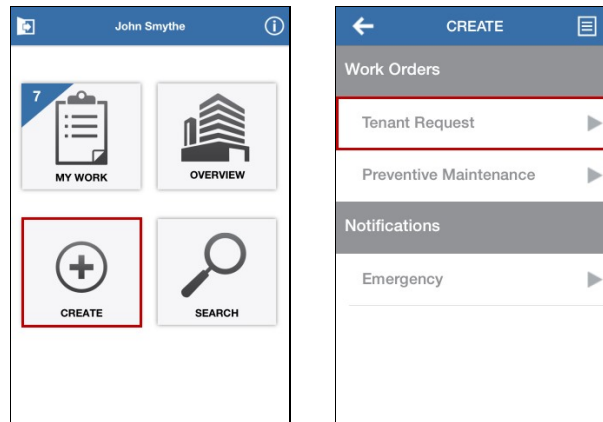 John Smythe
7
MY WORK
OVERVIEW
CREATE
SEARCH
CREATE
Work Orders
Tenant Request
Preventive Maintenance
Notifications
Emergency